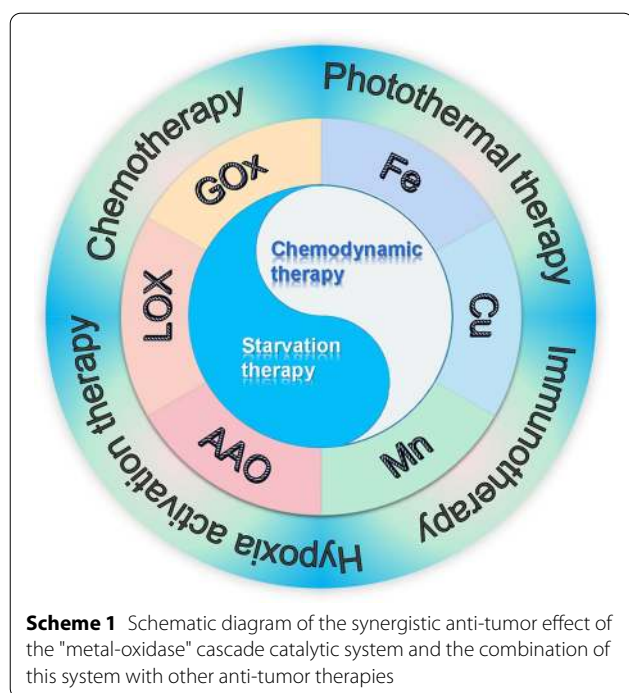 Chemotherapy
Photothermal therapy
Immunotherapy
Hypoxia activation therapy
GOx
Fe
Cu
Mn
AAO
LOX
Chemodynamic
therapy
Starvation
therapy
Scheme 1 Schematic diagram of the synergistic anti-tumor effect of
the "metal-oxidase" cascade catalytic system and the combination of
this system with other anti-tumor therapies